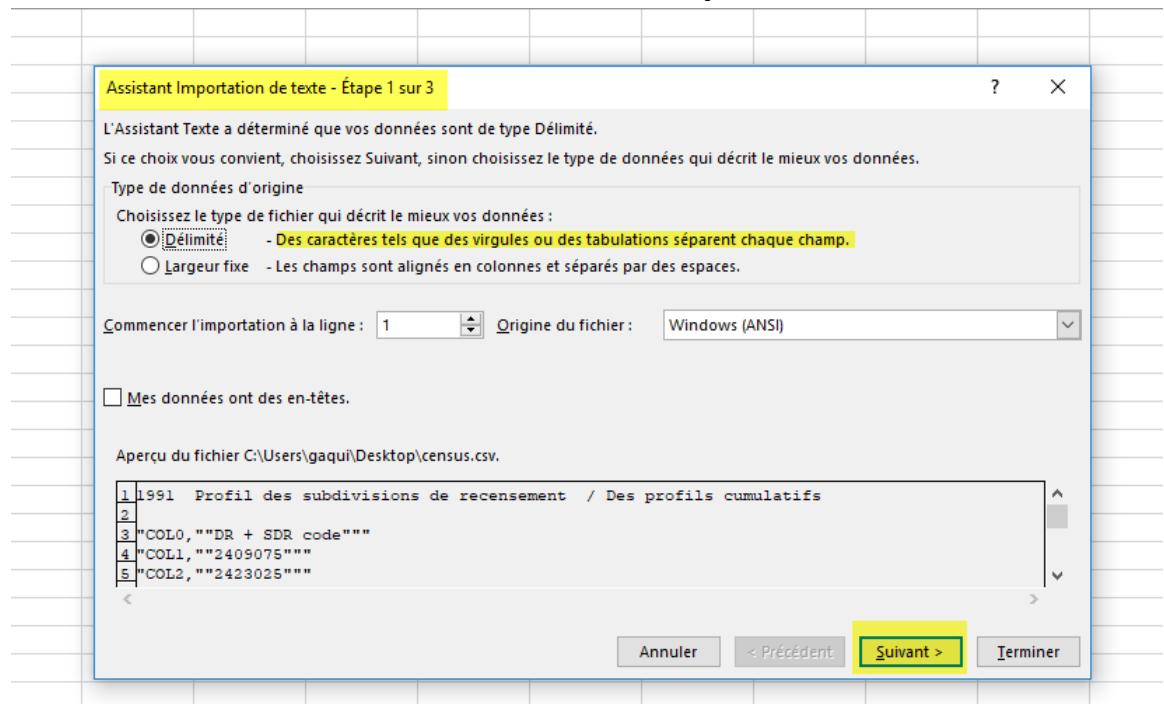 Assistant Importation de texte - Étape 1 sur 3 ? X
L'Assistant Texte a déterminé que vos données sont de type Délimité.
Si ce choix vous convient, choisissez Suivant, sinon choisissez le type de données qui décrit le mieux vos données.
Type de données d'origine
Choisissez le type de fichier qui décrit le mieux vos données :
Délimité - Des caractères tels que des virgules ou des tabulations séparent chaque champ.
Largeur fixe - Les champs sont alignés en colonnes et séparés par des espaces.
Commencer l'importation à la ligne : 1 Origine du fichier : Windows (ANSI)
Mes données ont des en-têtes.
Aperçu du fichier C:\Users\gaqui\Desktop\census.csv.
1 1991 Profil des subdivisions de recensement / Des profils cumulatifs
2
3 "COL0,""DR + SDR code"""
4 "COL1,""2409075"""
5 "COL2,""2423025"""
Annuler < Précédent Suivant > Terminer